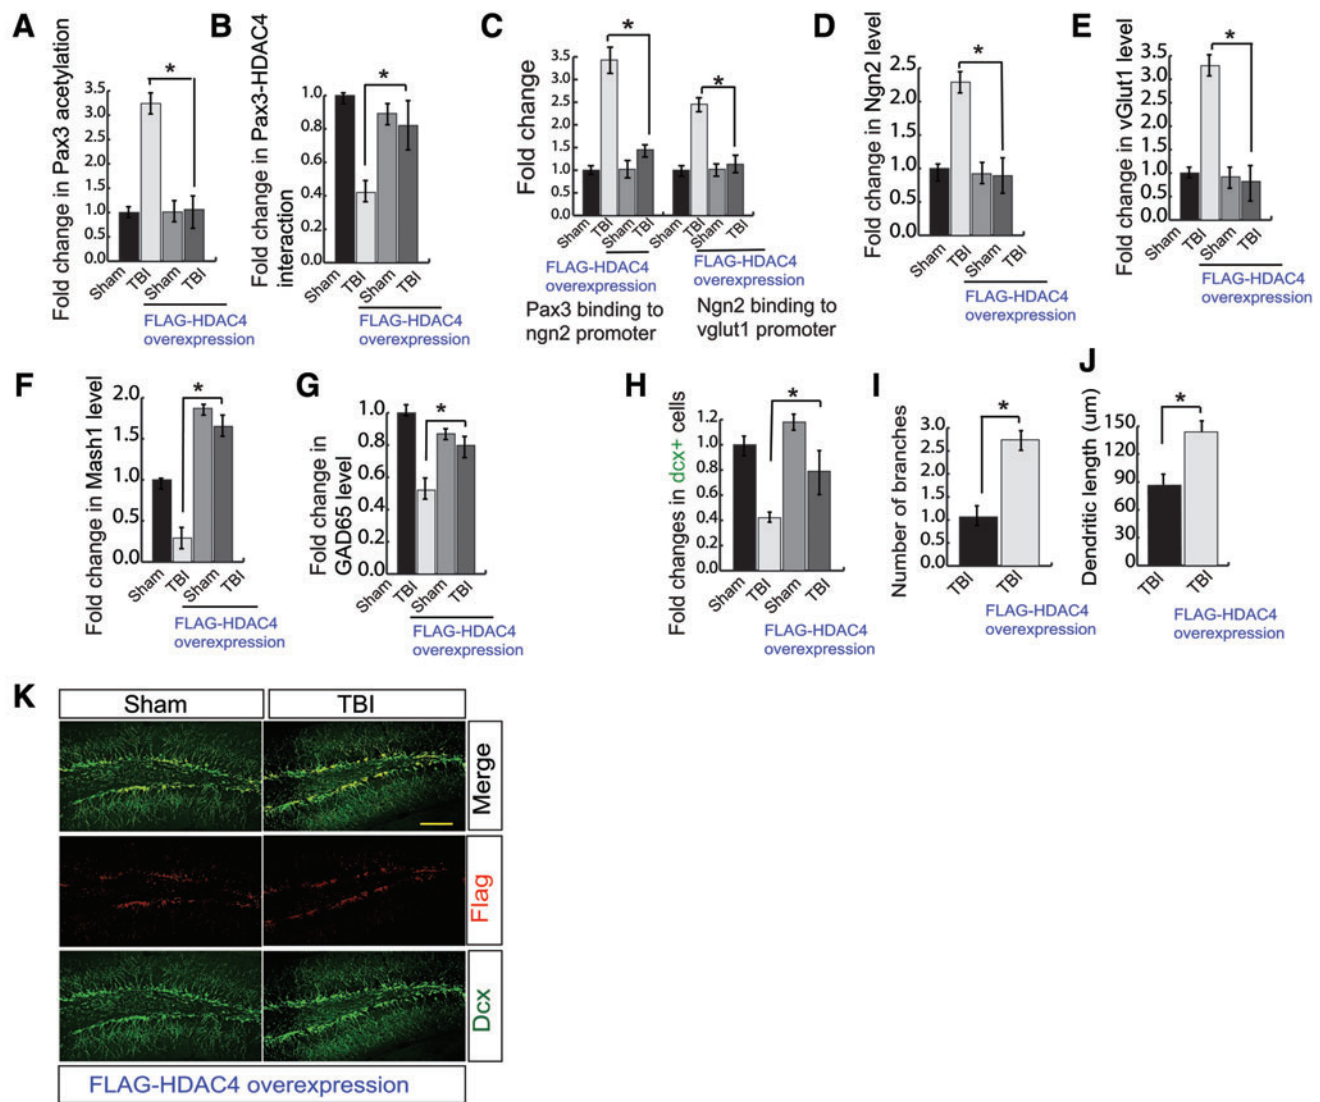 A
Fold change in Pax3 acetylation
3.5
3.0
2.5
2.0
1.5
1.0
0.5
0.0
*
Sham
TBI
Sham
TBI
FLAG-HDAC4
overexpression
B
Fold change in Pax3-HDAC4
interaction
1.0
0.8
0.6
0.4
0.2
0.0
*
Sham
TBI
Sham
TBI
FLAG-HDAC4
overexpression
C
Fold change
3.5
3.0
2.5
2.0
1.5
1.0
0.5
0.0
*
*
Sham
TBI
Sham
TBI
Sham
TBI
Sham
TBI
FLAG-HDAC4
overexpression
Pax3 binding to
ngn2 promoter
FLAG-HDAC4
overexpression
Ngn2 binding to
vglut1 promoter
D
Fold change in Ngn2 level
2.5
2.0
1.5
1.0
0.5
0.0
*
Sham
TBI
Sham
TBI
FLAG-HDAC4
overexpression
E
Fold change in vGlut1 level
3.5
3.0
2.5
2.0
1.5
1.0
0.5
0.0
*
Sham
TBI
Sham
TBI
FLAG-HDAC4
overexpression
F
Fold change in Mash1 level
2.0
1.5
1.0
0.5
0.0
*
Sham
TBI
Sham
TBI
FLAG-HDAC4
overexpression
G
Fold change in
GAD65 level
1.0
0.8
0.6
0.4
0.2
0.0
*
Sham
TBI
Sham
TBI
FLAG-HDAC4
overexpression
H
Fold changes in dcx+ cells
1.2
1.0
0.8
0.6
0.4
0.2
0.0
*
Sham
TBI
Sham
TBI
FLAG-HDAC4
overexpression
I
Number of branches
3.0
2.5
2.0
1.5
1.0
0.5
0.0
*
TBI
TBI
FLAG-HDAC4
overexpression
J
Dendritic length (um)
150
120
90
60
30
0
*
TBI
TBI
FLAG-HDAC4
overexpression
K
Sham
TBI
Merge
Flag
Dcx
FLAG-HDAC4 overexpression